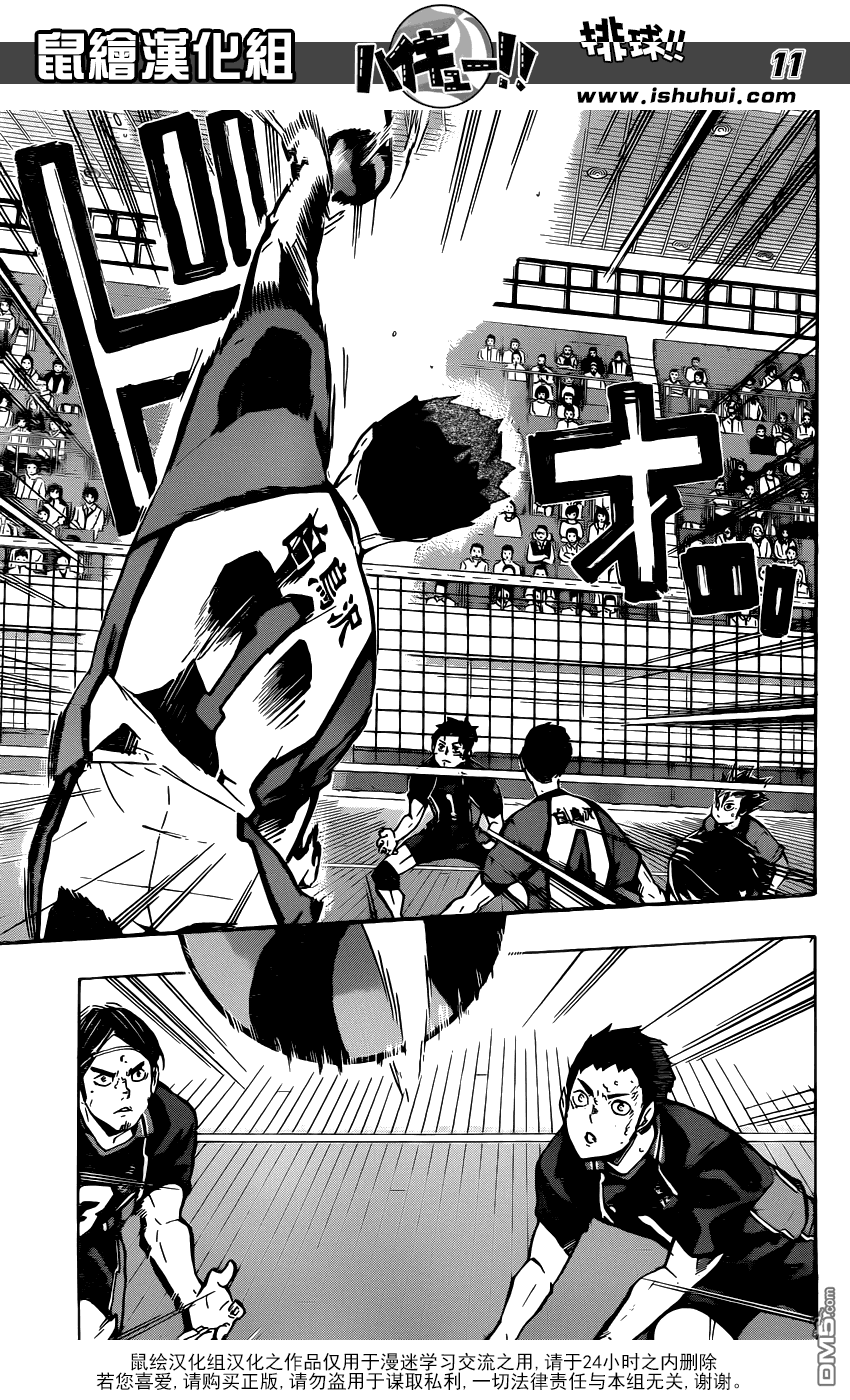 鼠繪漢化組
ハイキュー!!
排球!!
11
www.ishuhui.com
ドオ
白鳥沢
1
白鳥沢
4
3
DM5.com
鼠绘汉化组汉化之作品仅用于漫迷学习交流之用,请于24小时之内删除
若您喜爱,请购买正版,请勿盗用于谋取私利,一切法律责任与本组无关,谢谢。